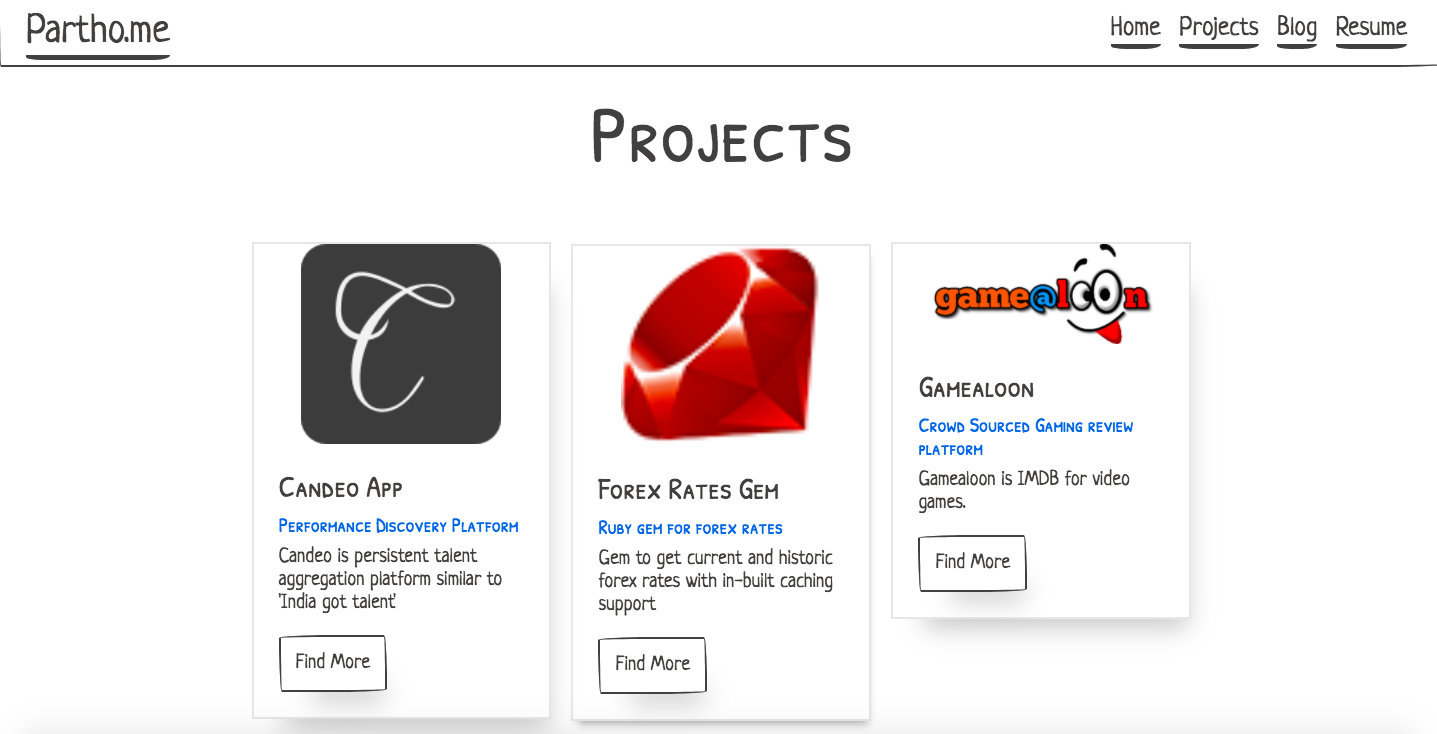 Partho.me
Home Projects Blog Resume
Projects
C
Candeo App
Performance Discovery Platform
Candeo is persistent talent
aggregation platform similar to
'India got talent'
Find More
Forex Rates Gem
Ruby gem for forex rates
Gem to get current and historic
forex rates with in-built caching
support
Find More
game@loon
Gamealoon
Crowd Sourced Gaming review
platform
Gamealoon is IMDB for video
games.
Find More